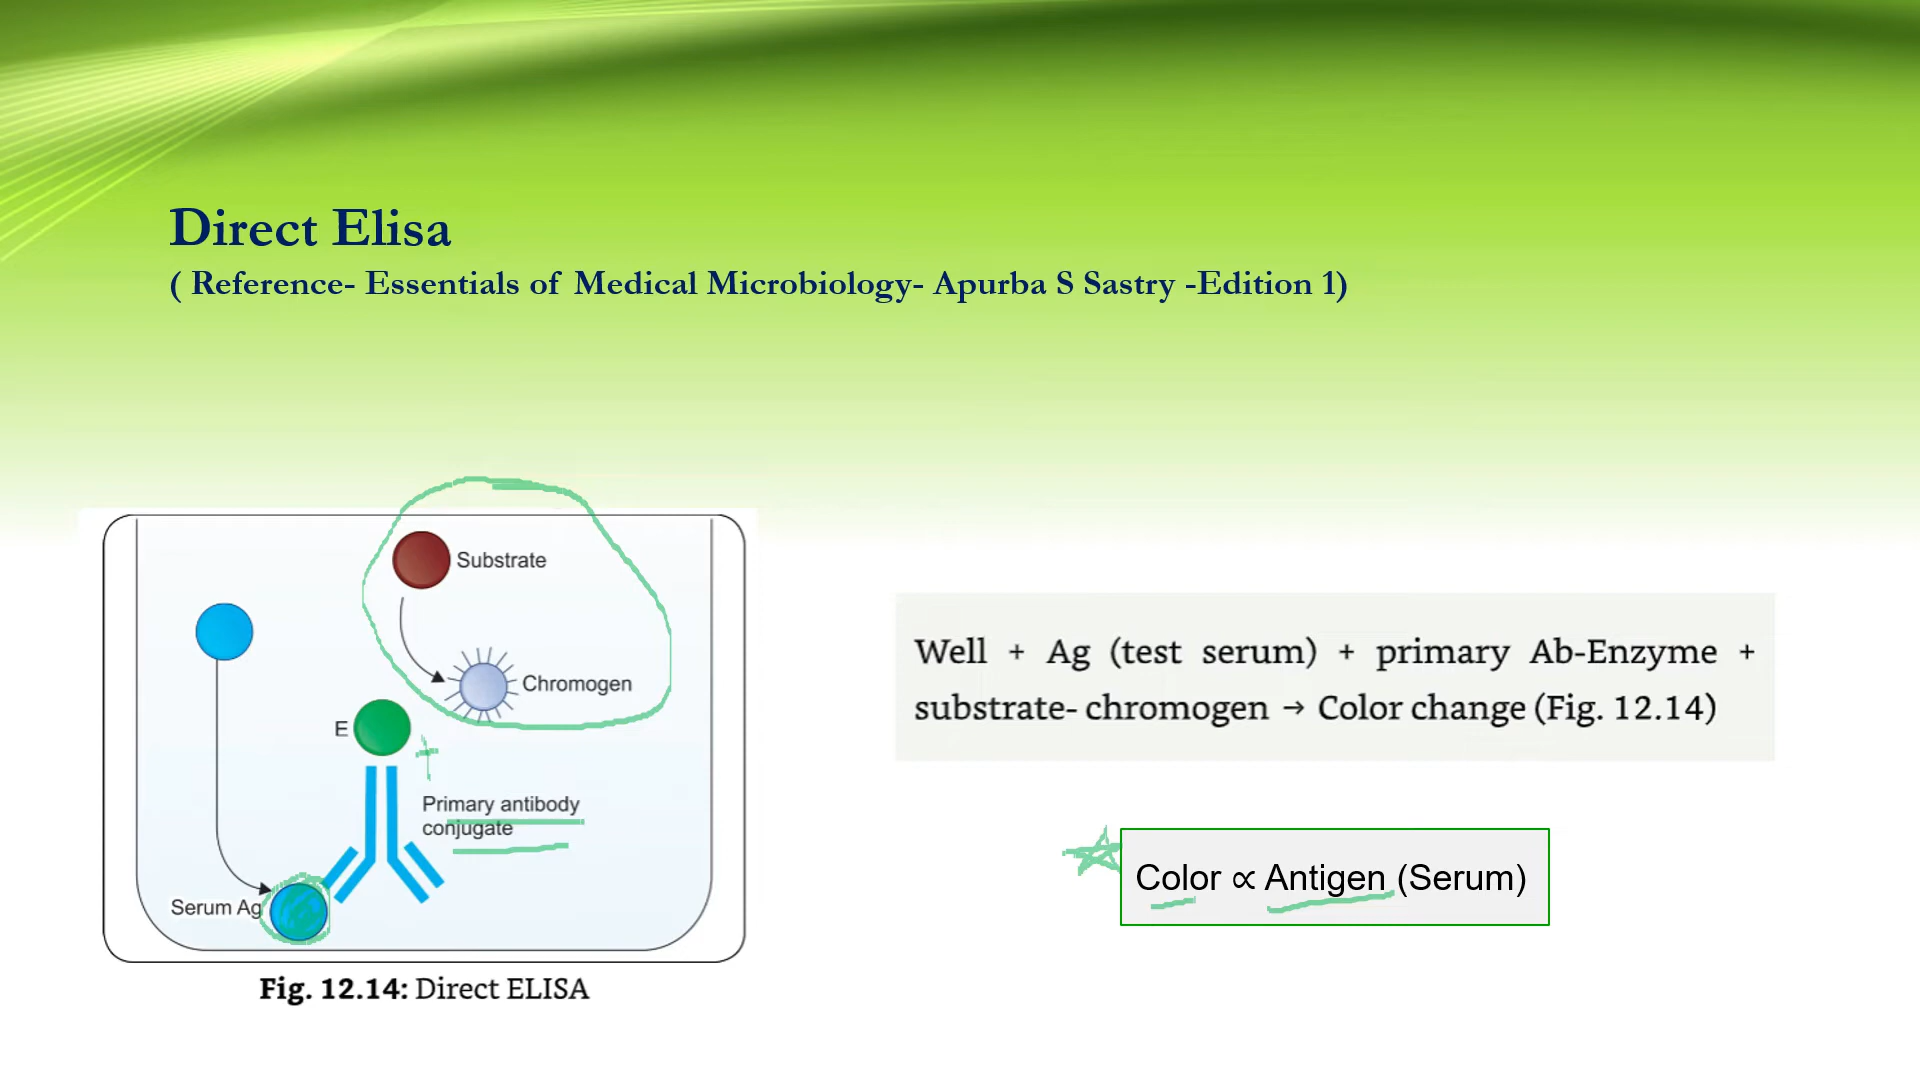 Direct Elisa
( Reference- Essentials of Medical Microbiology- Apurba S Sastry -Edition 1)
Substrate
Chromogen
E
Primary antibody
conjugate
Serum Ag
Fig. 12.14: Direct ELISA
Well + Ag (test serum) + primary Ab-Enzyme +
substrate- chromogen → Color change (Fig. 12.14)
Color ∝ Antigen (Serum)